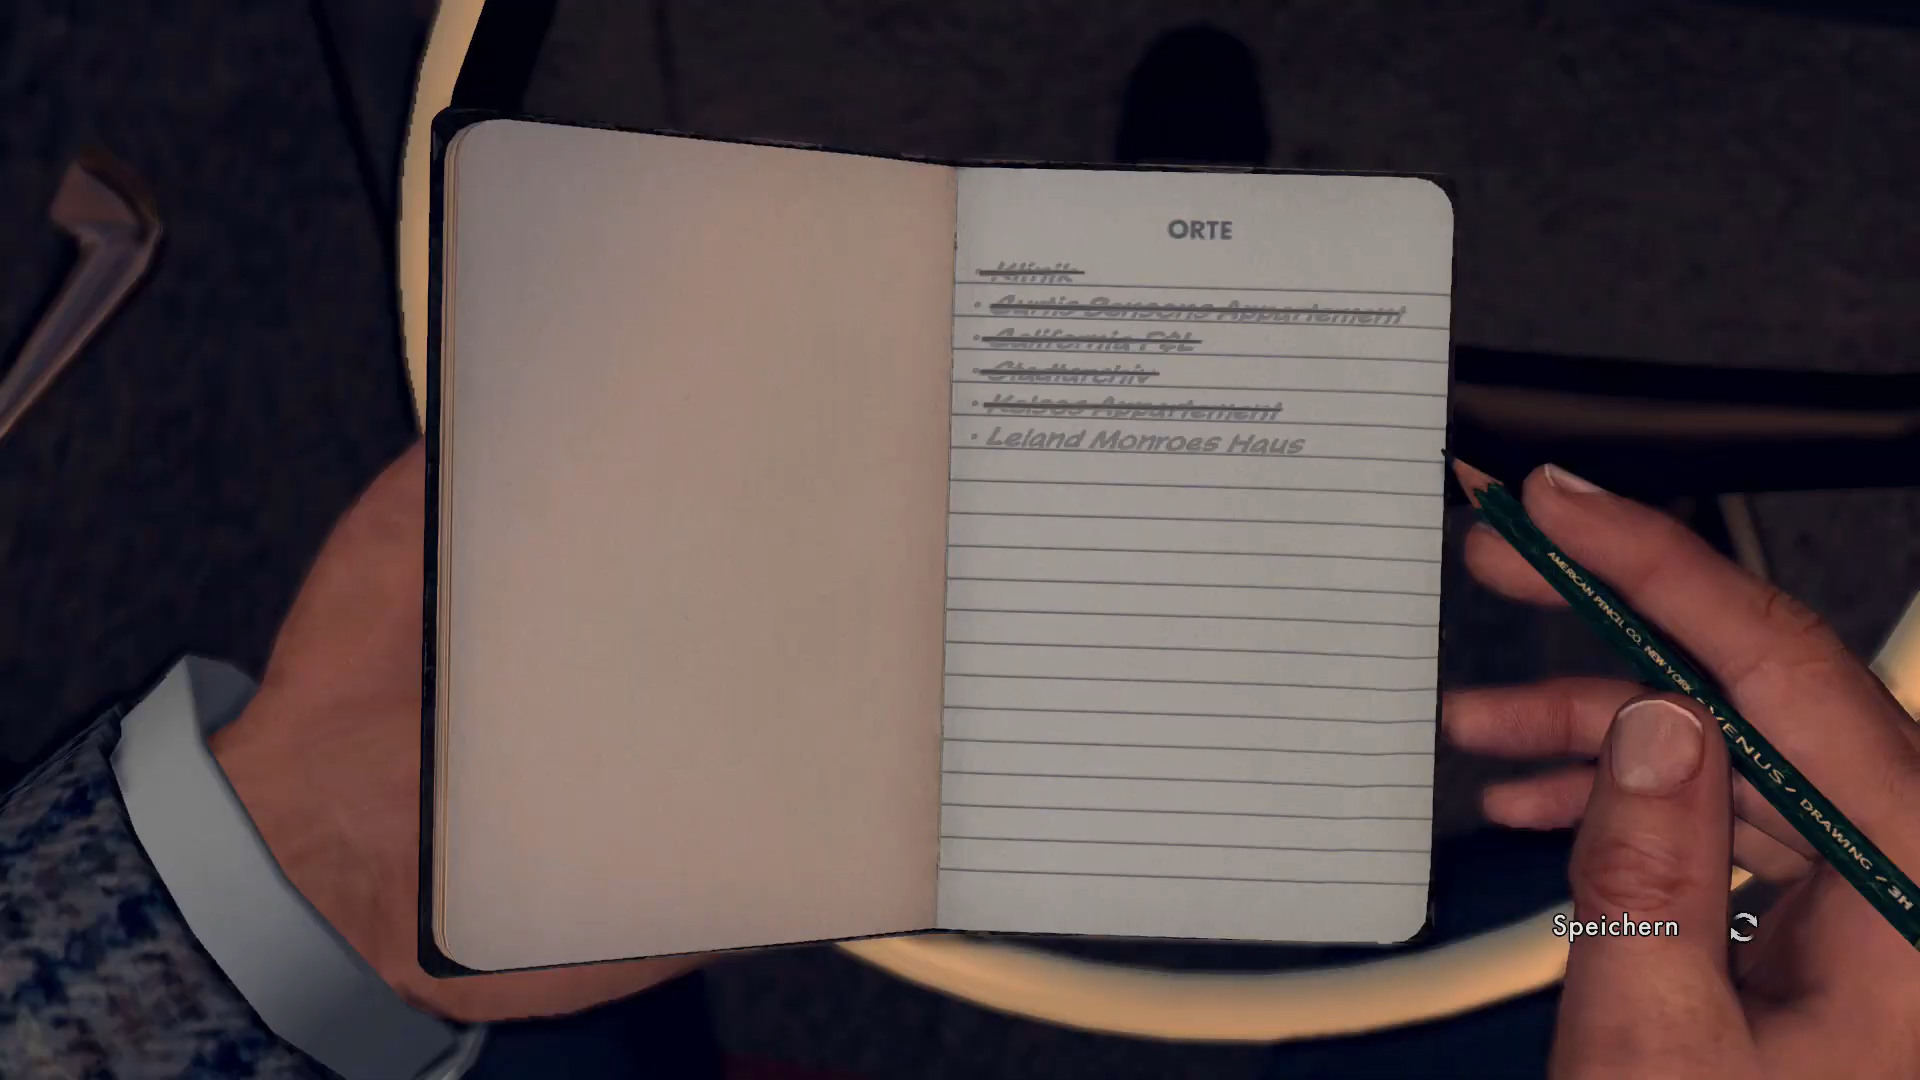 ORTE
· Klinik
· Curtis Bensons Appartement
· California F&L
· Stadtarchiv
· Kelsos Appartement
· Leland Monroes Haus
AMERICAN PENCIL CO. NEW YORK "VENUS / DRAWING / 3H
Speichern